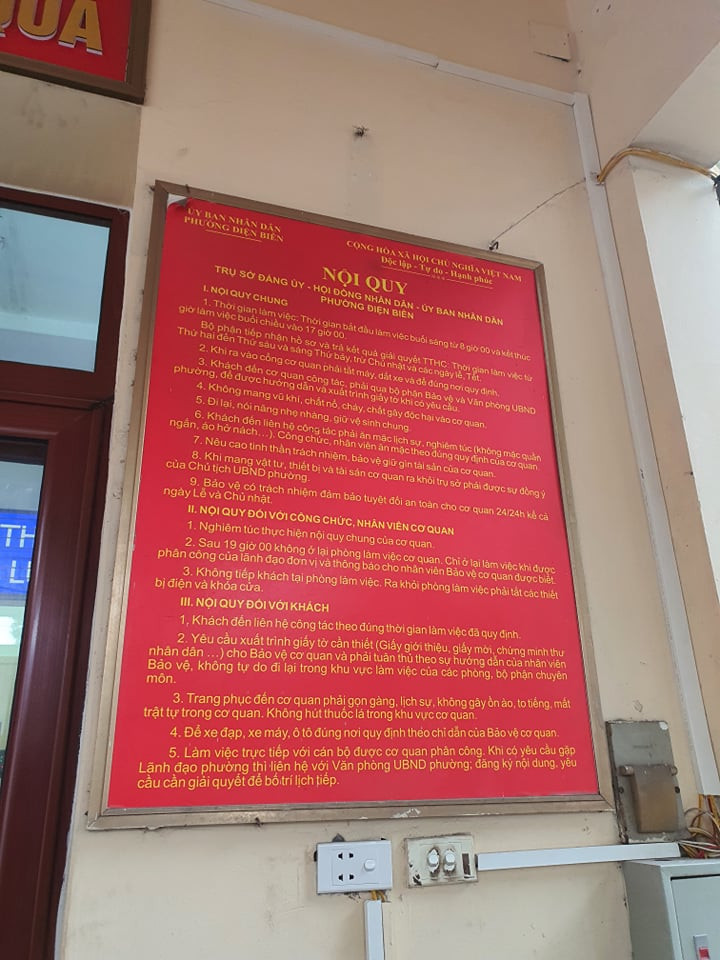 QUẢ
ỦY BAN NHÂN DÂN
PHƯỜNG ĐIỆN BIÊN
CỘNG HÒA XÃ HỘI CHỦ NGHĨA VIỆT NAM
Độc lập - Tự do - Hạnh phúc
NỘI QUY
TRỤ SỞ ĐẢNG ỦY - HỘI ĐỒNG NHÂN DÂN - ỦY BAN NHÂN DÂN
PHƯỜNG ĐIỆN BIÊN
I. NỘI QUY CHUNG
1. Thời gian làm việc: Thời gian bắt đầu làm việc buổi sáng từ 8 giờ 00 và kết thúc
giờ làm việc buổi chiều vào 17 giờ 00.
Bộ phận tiếp nhận hồ sơ và trả kết quả giải quyết TTHC: Thời gian làm việc từ
Thứ hai đến Thứ sáu và sáng Thứ bảy, trừ Chủ nhật và các ngày lễ, Tết.
2. Khi ra vào cổng cơ quan phải tắt máy, dắt xe và để đúng nơi quy định.
3. Khách đến cơ quan công tác, phải qua bộ phận Bảo vệ và Văn phòng UBND
phường, để được hướng dẫn và xuất trình giấy tờ khi có yêu cầu.
4. Không mang vũ khí, chất nổ, cháy, chất gây độc hại vào cơ quan.
5. Đi lại, nói năng nhẹ nhàng, giữ vệ sinh chung.
6. Khách đến liên hệ công tác phải ăn mặc lịch sự, nghiêm túc (không mặc quần
ngắn, áo hở nách...). Công chức, nhân viên ăn mặc theo đúng quy định của cơ quan.
7. Nêu cao tinh thần trách nhiệm, bảo vệ giữ gìn tài sản của cơ quan.
8. Khi mang vật tư, thiết bị và tài sản cơ quan ra khỏi trụ sở phải được sự đồng ý
của Chủ tịch UBND phường.
9. Bảo vệ có trách nhiệm đảm bảo tuyệt đối an toàn cho cơ quan 24/24h kể cả
ngày Lễ và Chủ nhật.
II. NỘI QUY ĐỐI VỚI CÔNG CHỨC, NHÂN VIÊN CƠ QUAN
1. Nghiêm túc thực hiện nội quy chung của cơ quan.
2. Sau 19 giờ 00 không ở lại phòng làm việc cơ quan. Chỉ ở lại làm việc khi được
phân công của lãnh đạo đơn vị và thông báo cho nhân viên Bảo vệ cơ quan được biết.
3. Không tiếp khách tại phòng làm việc. Ra khỏi phòng làm việc phải tắt các thiết
bị điện và khóa cửa.
III. NỘI QUY ĐỐI VỚI KHÁCH
1, Khách đến liên hệ công tác theo đúng thời gian làm việc đã quy định.
2. Yêu cầu xuất trình giấy tờ cần thiết (Giấy giới thiệu, giấy mời, chứng minh thư
nhân dân ...) cho Bảo vệ cơ quan và phải tuân thủ theo sự hướng dẫn của nhân viên
Bảo vệ, không tự do đi lại trong khu vực làm việc của các phòng, bộ phận chuyên
môn.
3. Trang phục đến cơ quan phải gọn gàng, lịch sự, không gây ồn ào, to tiếng, mất
trật tự trong cơ quan. Không hút thuốc lá trong khu vực cơ quan.
4. Để xe đạp, xe máy, ô tô đúng nơi quy định theo chỉ dẫn của Bảo vệ cơ quan.
5. Làm việc trực tiếp với cán bộ được cơ quan phân công. Khi có yêu cầu gặp
Lãnh đạo phường thì liên hệ với Văn phòng UBND phường; đăng ký nội dung, yêu
cầu cần giải quyết để bố trí lịch tiếp.
TH